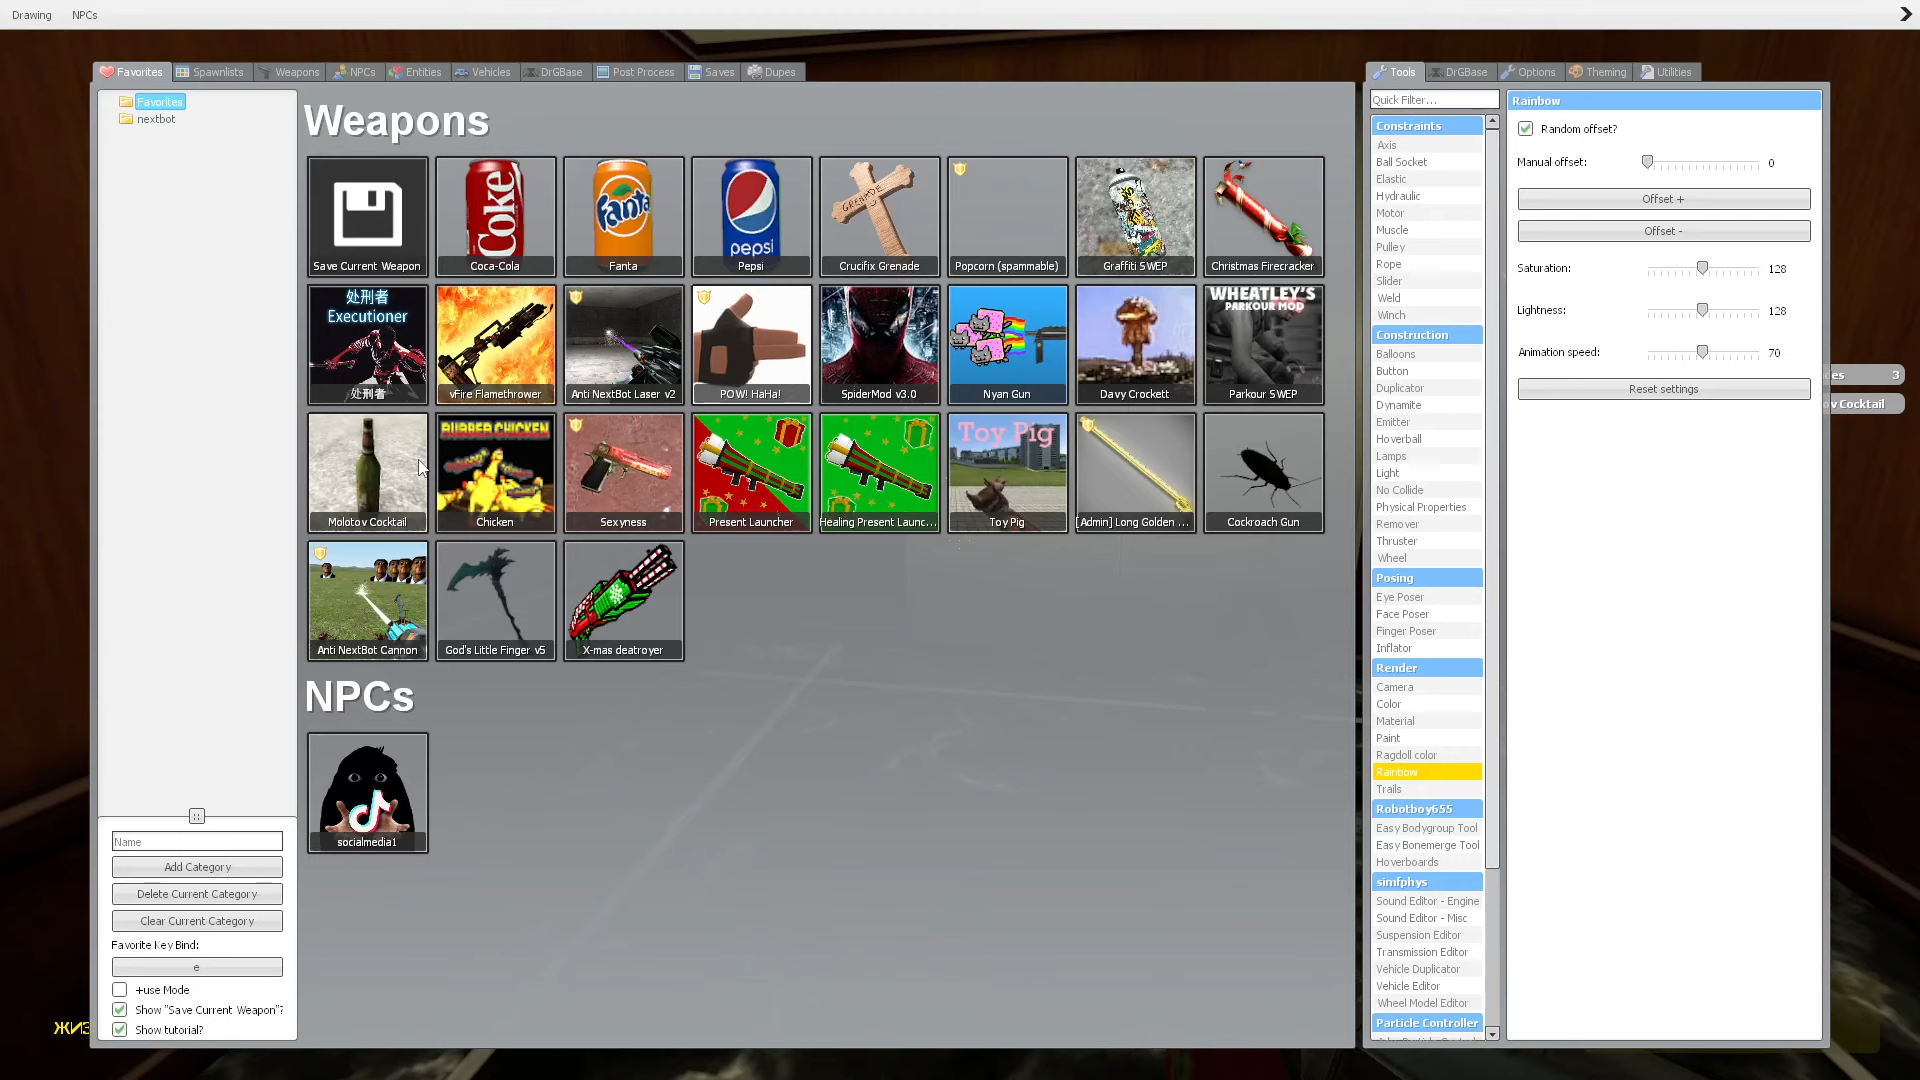 Drawing NPCs
Favorites Spawnlists Weapons NPCs Entities Vehicles DrGBase Post Process Saves Dupes
Favorites
nextbot
Weapons
Save Current Weapon
Coke
Coca-Cola
Fanta
Fanta
pepsi
Pepsi
GRENADE
Crucifix Grenade
Popcorn (spammable)
Graffiti SWEP
Christmas Firecracker
处刑者
Executioner
处刑者
vFire Flamethrower
Anti NextBot Laser v2
POW! HaHa!
SpiderMod v3.0
Nyan Gun
Davy Crockett
WHEATLEY'S
PARKOUR MOD
Parkour SWEP
Molotov Cocktail
RUBBER CHICKEN
Chicken
Sexyness
Present Launcher
Healing Present Launc...
Toy Pig
Toy Pig
[Admin] Long Golden ...
Cockroach Gun
Anti NextBot Cannon
God's Little Finger v5
X-mas deatroyer
NPCs
socialmedia1
Name
Add Category
Delete Current Category
Clear Current Category
Favorite Key Bind:
e
+use Mode
Show "Save Current Weapon"?
Show tutorial?
ЖИЗ
Tools DrGBase Options Theming Utilities
Quick Filter...
Constraints
Axis
Ball Socket
Elastic
Hydraulic
Motor
Muscle
Pulley
Rope
Slider
Weld
Winch
Construction
Balloons
Button
Duplicator
Dynamite
Emitter
Hoverball
Lamps
Light
No Collide
Physical Properties
Remover
Thruster
Wheel
Posing
Eye Poser
Face Poser
Finger Poser
Inflator
Render
Camera
Color
Material
Paint
Ragdoll color
Rainbow
Trails
Robotboy655
Easy Bodygroup Tool
Easy Bonemerge Tool
Hoverboards
simfphys
Sound Editor - Engine
Sound Editor - Misc
Suspension Editor
Transmission Editor
Vehicle Duplicator
Vehicle Editor
Wheel Model Editor
Particle Controller
Rainbow
Random offset?
Manual offset: 0
Offset +
Offset -
Saturation: 128
Lightness: 128
Animation speed: 70
Reset settings
des 3
ov Cocktail